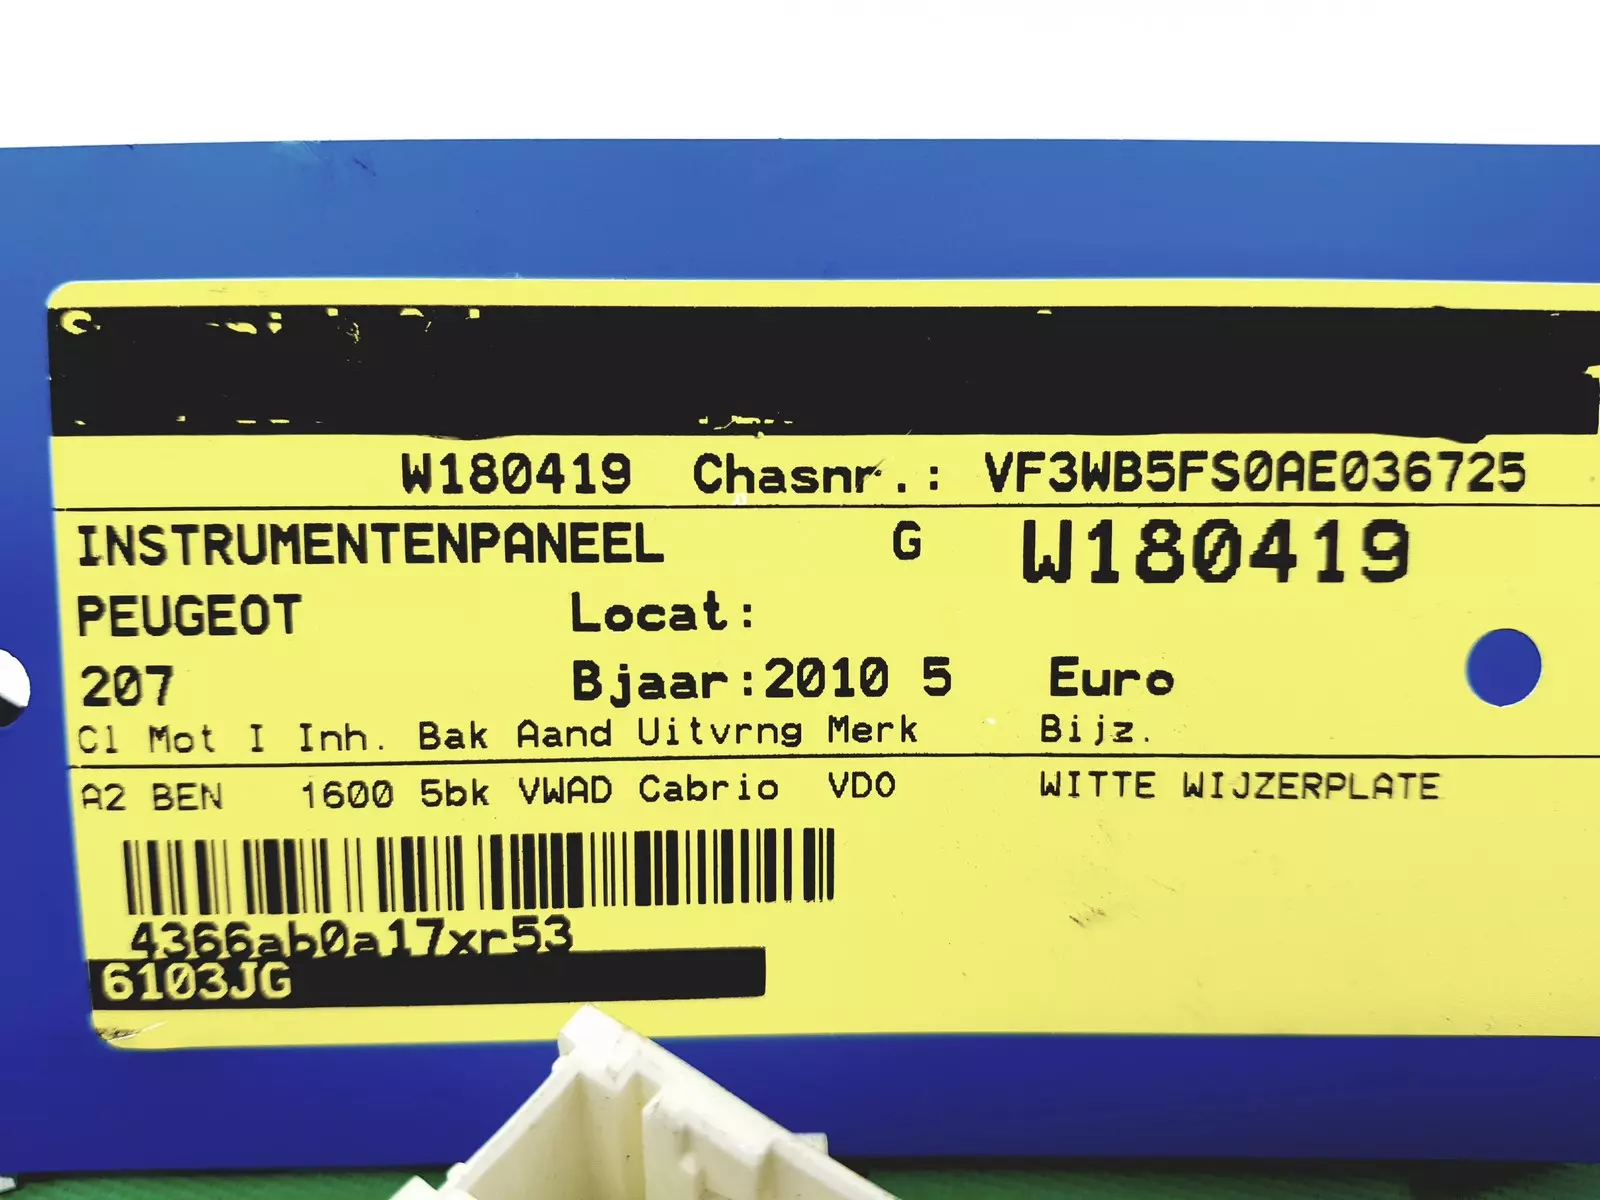 W180419 Chasnr.: VF3WB5FS0AE036725
INSTRUMENTENPANEEL G W180419
PEUGEOT Locat:
207 Bjaar:2010 5 Euro
Cl Mot I Inh. Bak Aand Uitvrng Merk Bijz.
A2 BEN 1600 5bk VWAD Cabrio VDO WITTE WIJZERPLATE
4366ab0a17xr53
6103JG